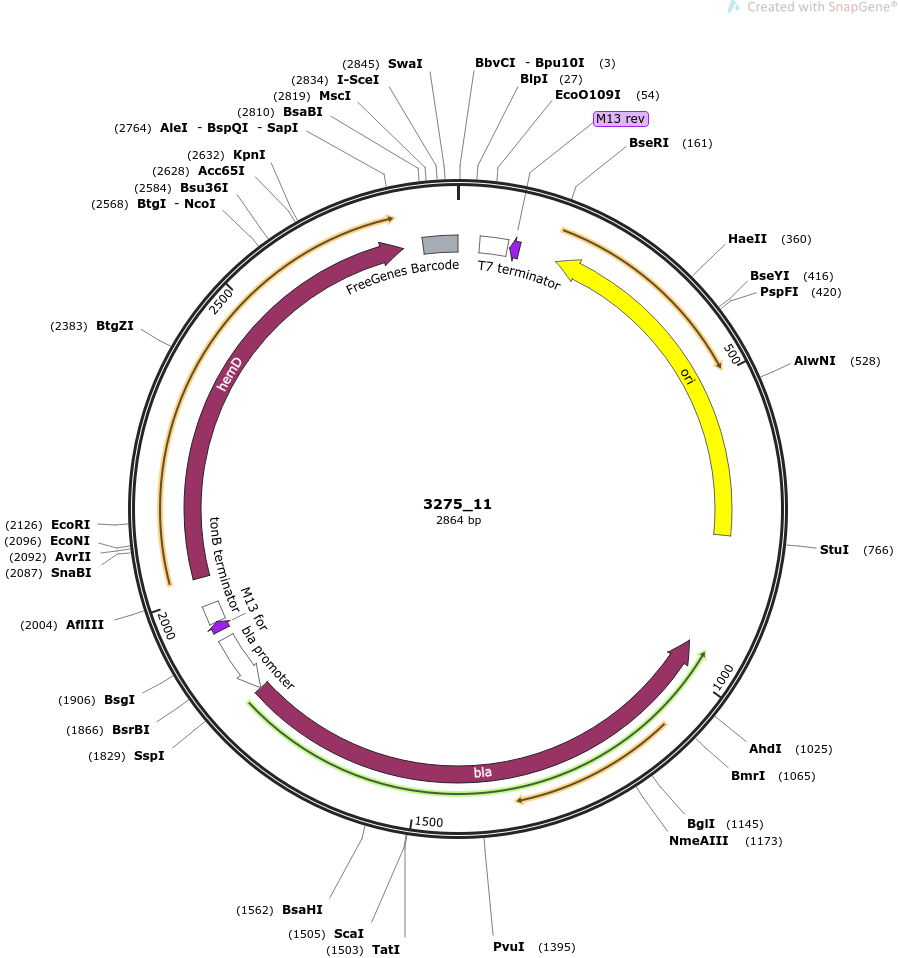 Created with SnapGene®
(2845) SwaI
(2834) I-SceI
(2819) MscI
(2810) BsaBI
(2764) AleI - BspQI - SapI
(2632) KpnI
(2628) Acc65I
(2584) Bsu36I
(2568) BtgI - NcoI
(2383) BtgZI
(2126) EcoRI
(2096) EcoNI
(2092) AvrII
(2087) SnaBI
(2004) AflIII
(1906) BsgI
(1866) BsrBI
(1829) SspI
(1562) BsaHI
(1505) ScaI
(1503) TatI
BbvCI - Bpu10I (3)
BlpI (27)
EcoO109I (54)
M13 rev
BseRI (161)
HaeII (360)
BseYI (416)
PspFI (420)
AlwNI (528)
StuI (766)
AhdI (1025)
BmrI (1065)
BglI (1145)
NmeAIII (1173)
PvuI (1395)
FreeGenes Barcode
T7 terminator
ori
hemD
tonB terminator
M13 for
bla promoter
bla
500
1000
1500
2000
2500
3275_11
2864 bp